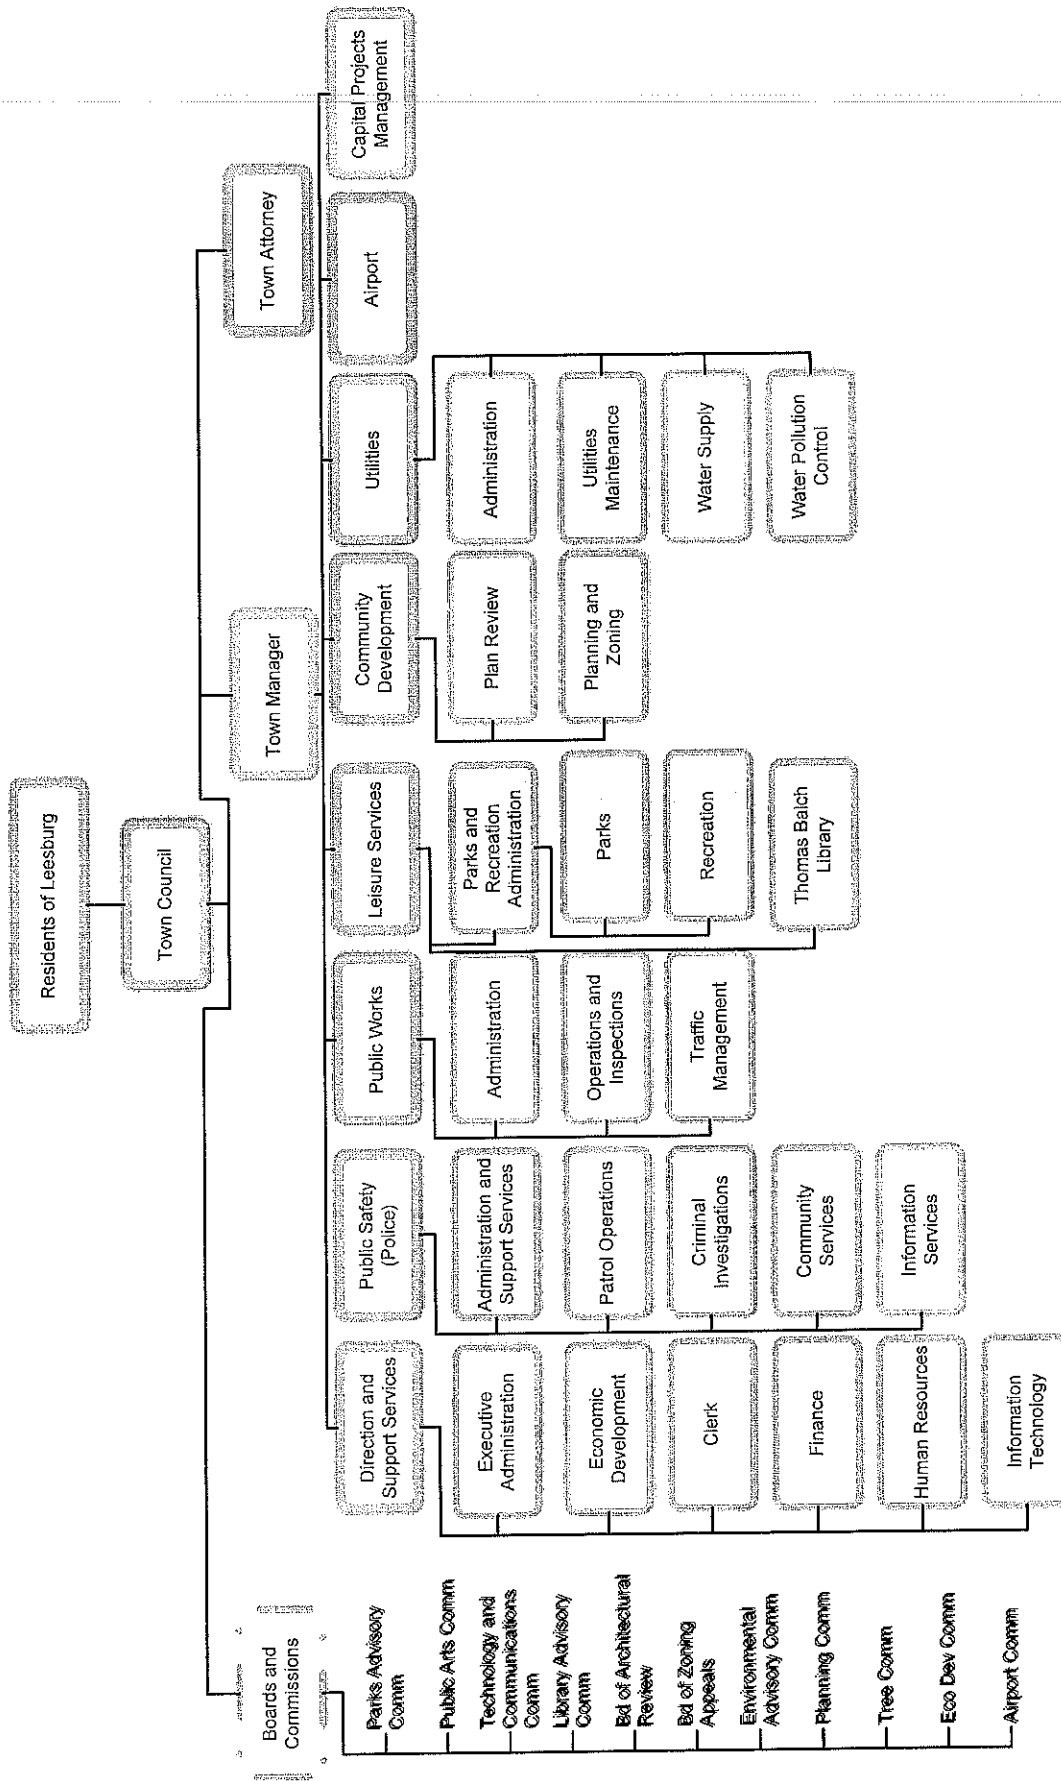 Residents of Leesburg
Town Council
Boards and
Commissions
Town Manager
Town Attorney
Direction and
Support Services
Public Safety
(Police)
Public Works
Leisure Services
Community
Development
Utilities
Airport
Capital Projects
Management
Parks Advisory
Comm
Public Arts Comm
Technology and
Communications
Comm
Library Advisory
Comm
Bd of Architectural
Review
Bd of Zoning
Appeals
Environmental
Advisory Comm
Planning Comm
Tree Comm
Eco Dev Comm
Airport Comm
Executive
Administration
Economic
Development
Clerk
Finance
Human Resources
Information
Technology
Administration and
Support Services
Patrol Operations
Criminal
Investigations
Community
Services
Information
Services
Administration
Operations and
Inspections
Traffic
Management
Parks and
Recreation
Administration
Parks
Recreation
Thomas Balch
Library
Plan Review
Planning and
Zoning
Administration
Utilities
Maintenance
Water Supply
Water Pollution
Control